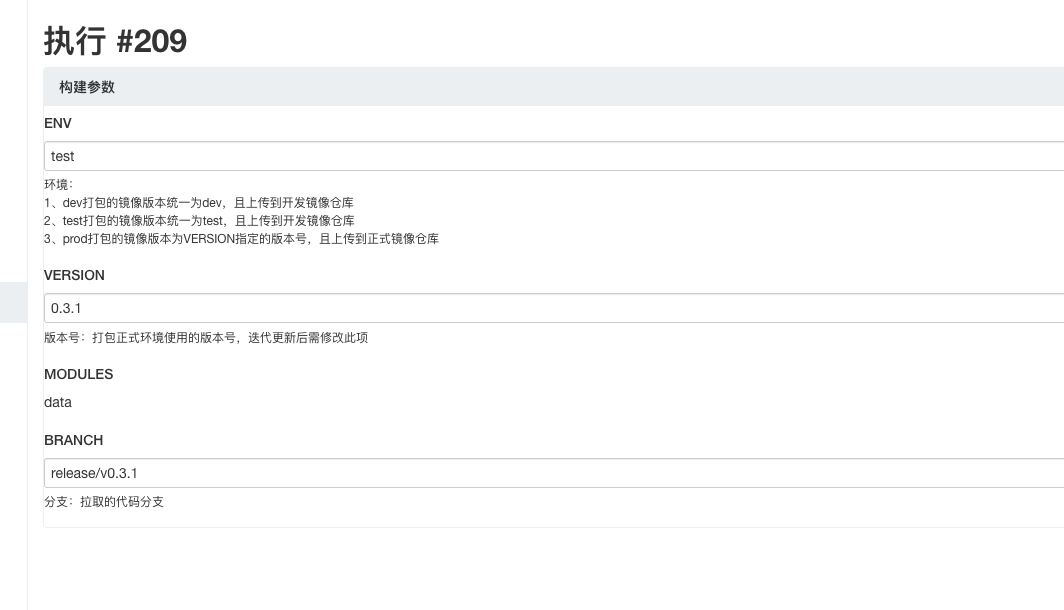 执行 #209
构建参数
ENV
test
环境：
1、dev打包的镜像版本统一为dev，且上传到开发镜像仓库
2、test打包的镜像版本统一为test，且上传到开发镜像仓库
3、prod打包的镜像版本为VERSION指定的版本号，且上传到正式镜像仓库
VERSION
0.3.1
版本号：打包正式环境使用的版本号，迭代更新后需修改此项
MODULES
data
BRANCH
release/v0.3.1
分支：拉取的代码分支